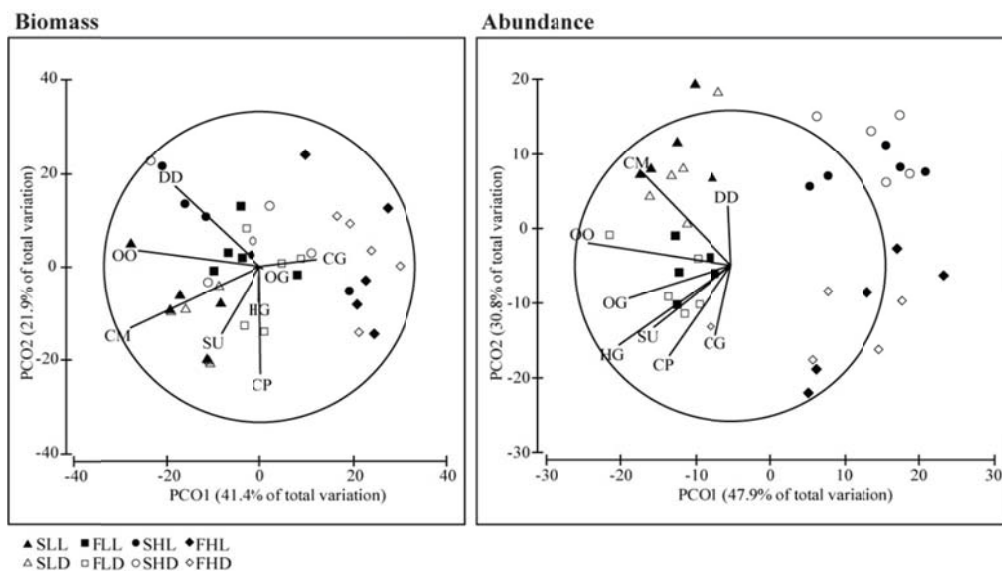 Biomass
Abundance
40
20
0
-20
-40
PCO2 (21.9% of total variation)
-40
-20
0
20
40
PCO1 (41.4% of total variation)
DD
OO
CM
SU
CP
HG
OG
CG
20
10
0
-10
-20
-30
PCO2 (30.8% of total variation)
-30
-20
-10
0
10
20
30
PCO1 (47.9% of total variation)
CM
DD
OO
OG
SU
HG
CP
CG
▲ SLL ■ FLL ● SHL ◆ FHL
△ SLD □ FLD ○ SHD ◇ FHD